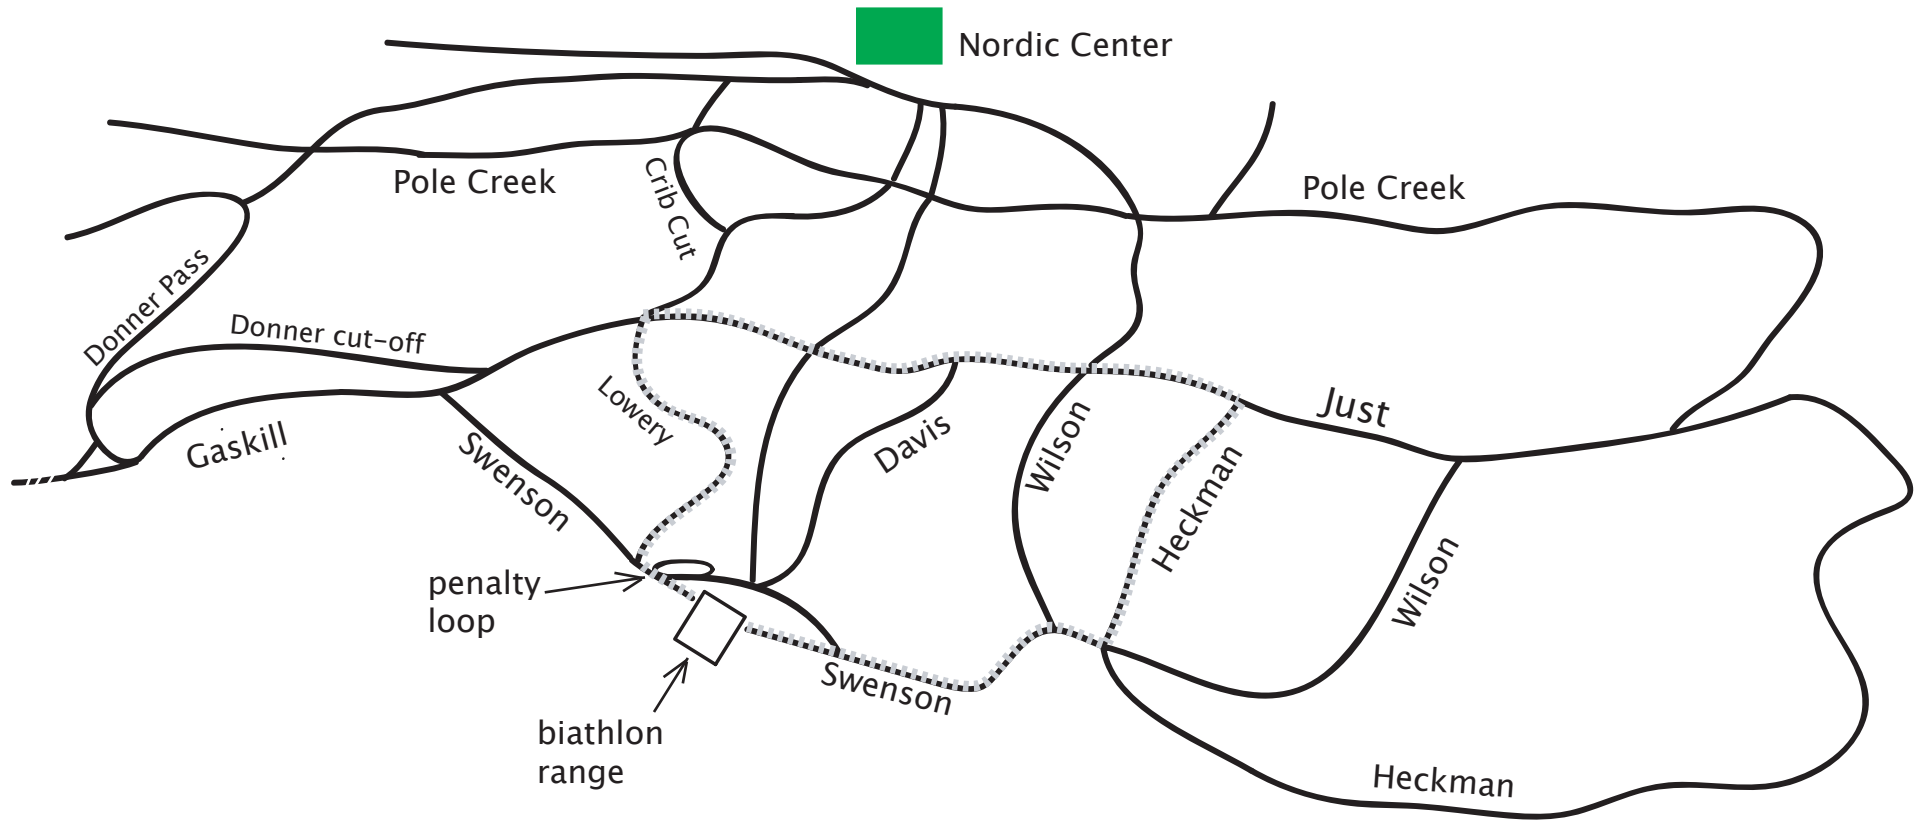 Nordic Center
Pole Creek
Crib Cut
Pole Creek
Donner Pass
Donner cut-off
Lowery
Just
Gaskill
Swenson
Davis
Wilson
Heckman
Wilson
penalty
loop
Swenson
biathlon
range
Heckman